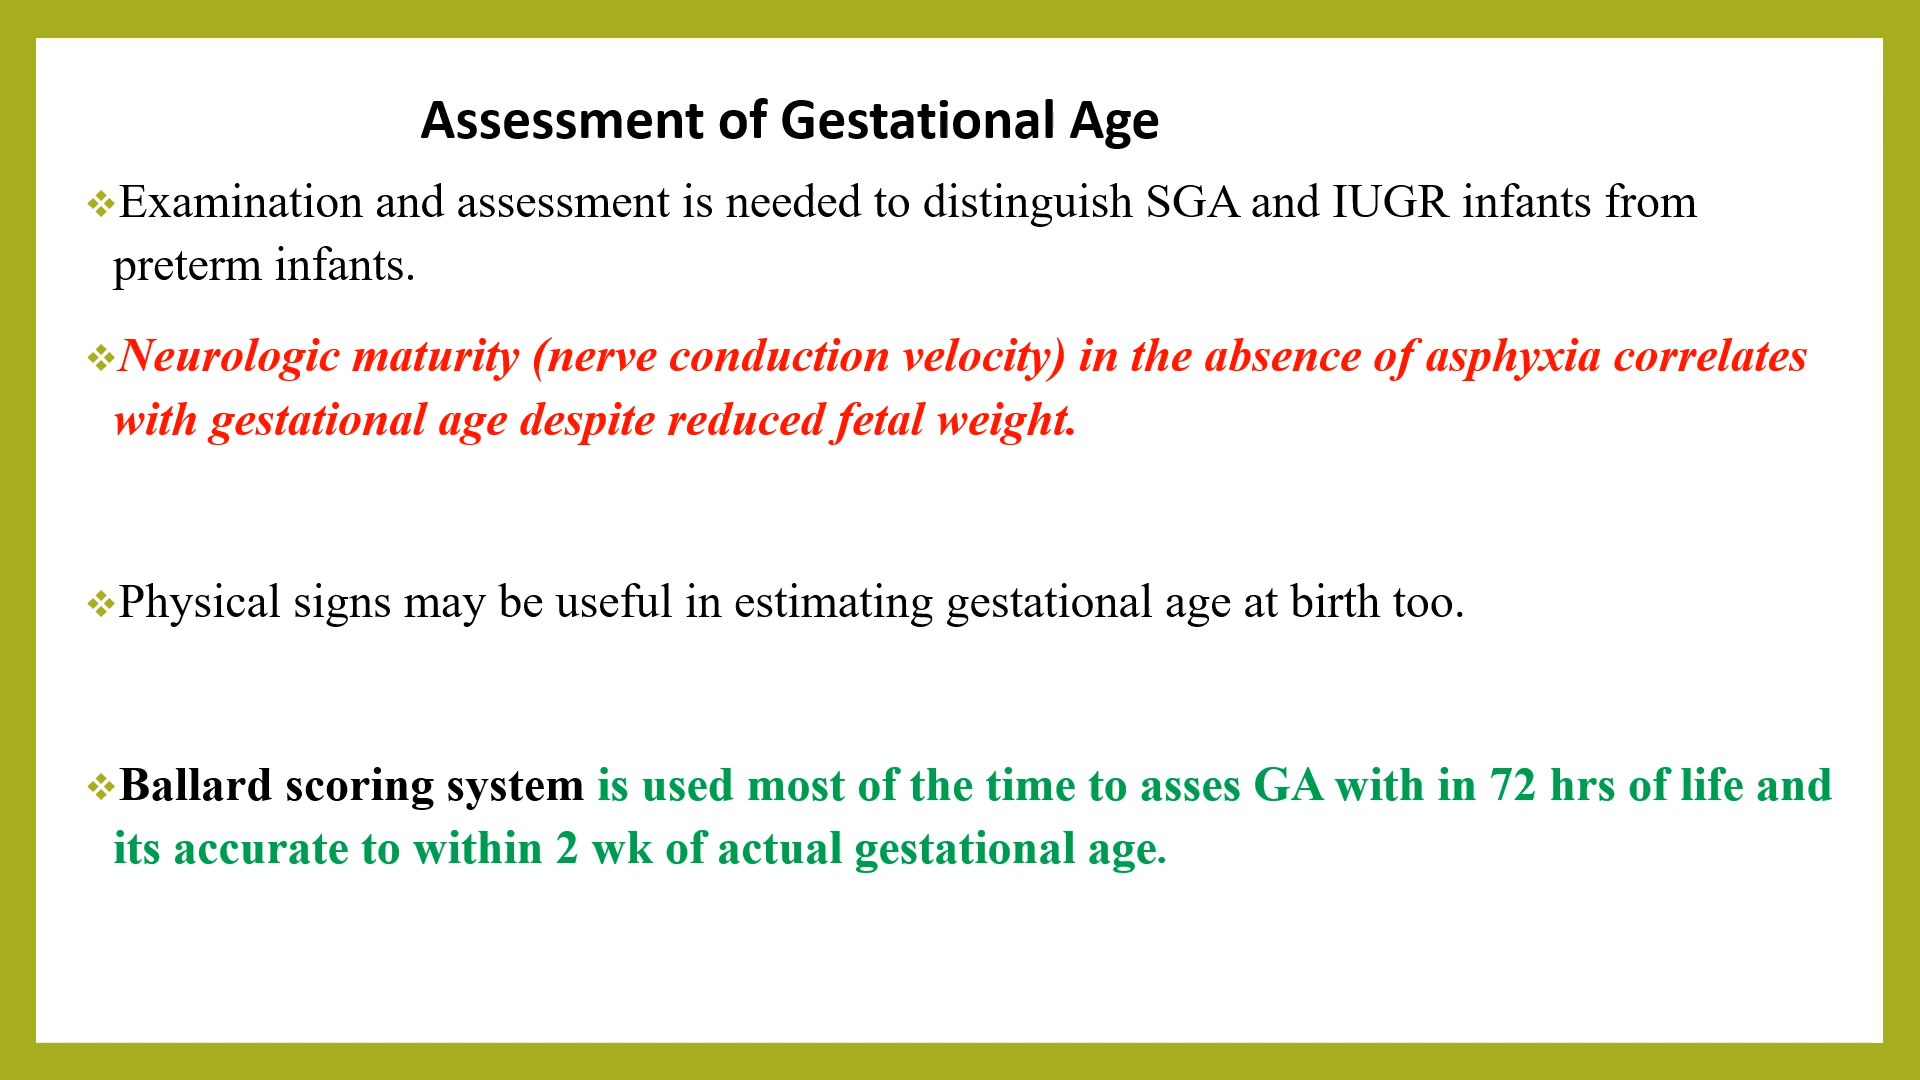 Assessment of Gestational Age
❖Examination and assessment is needed to distinguish SGA and IUGR infants from
preterm infants.
❖Neurologic maturity (nerve conduction velocity) in the absence of asphyxia correlates
with gestational age despite reduced fetal weight.
❖Physical signs may be useful in estimating gestational age at birth too.
❖Ballard scoring system is used most of the time to asses GA with in 72 hrs of life and
its accurate to within 2 wk of actual gestational age.